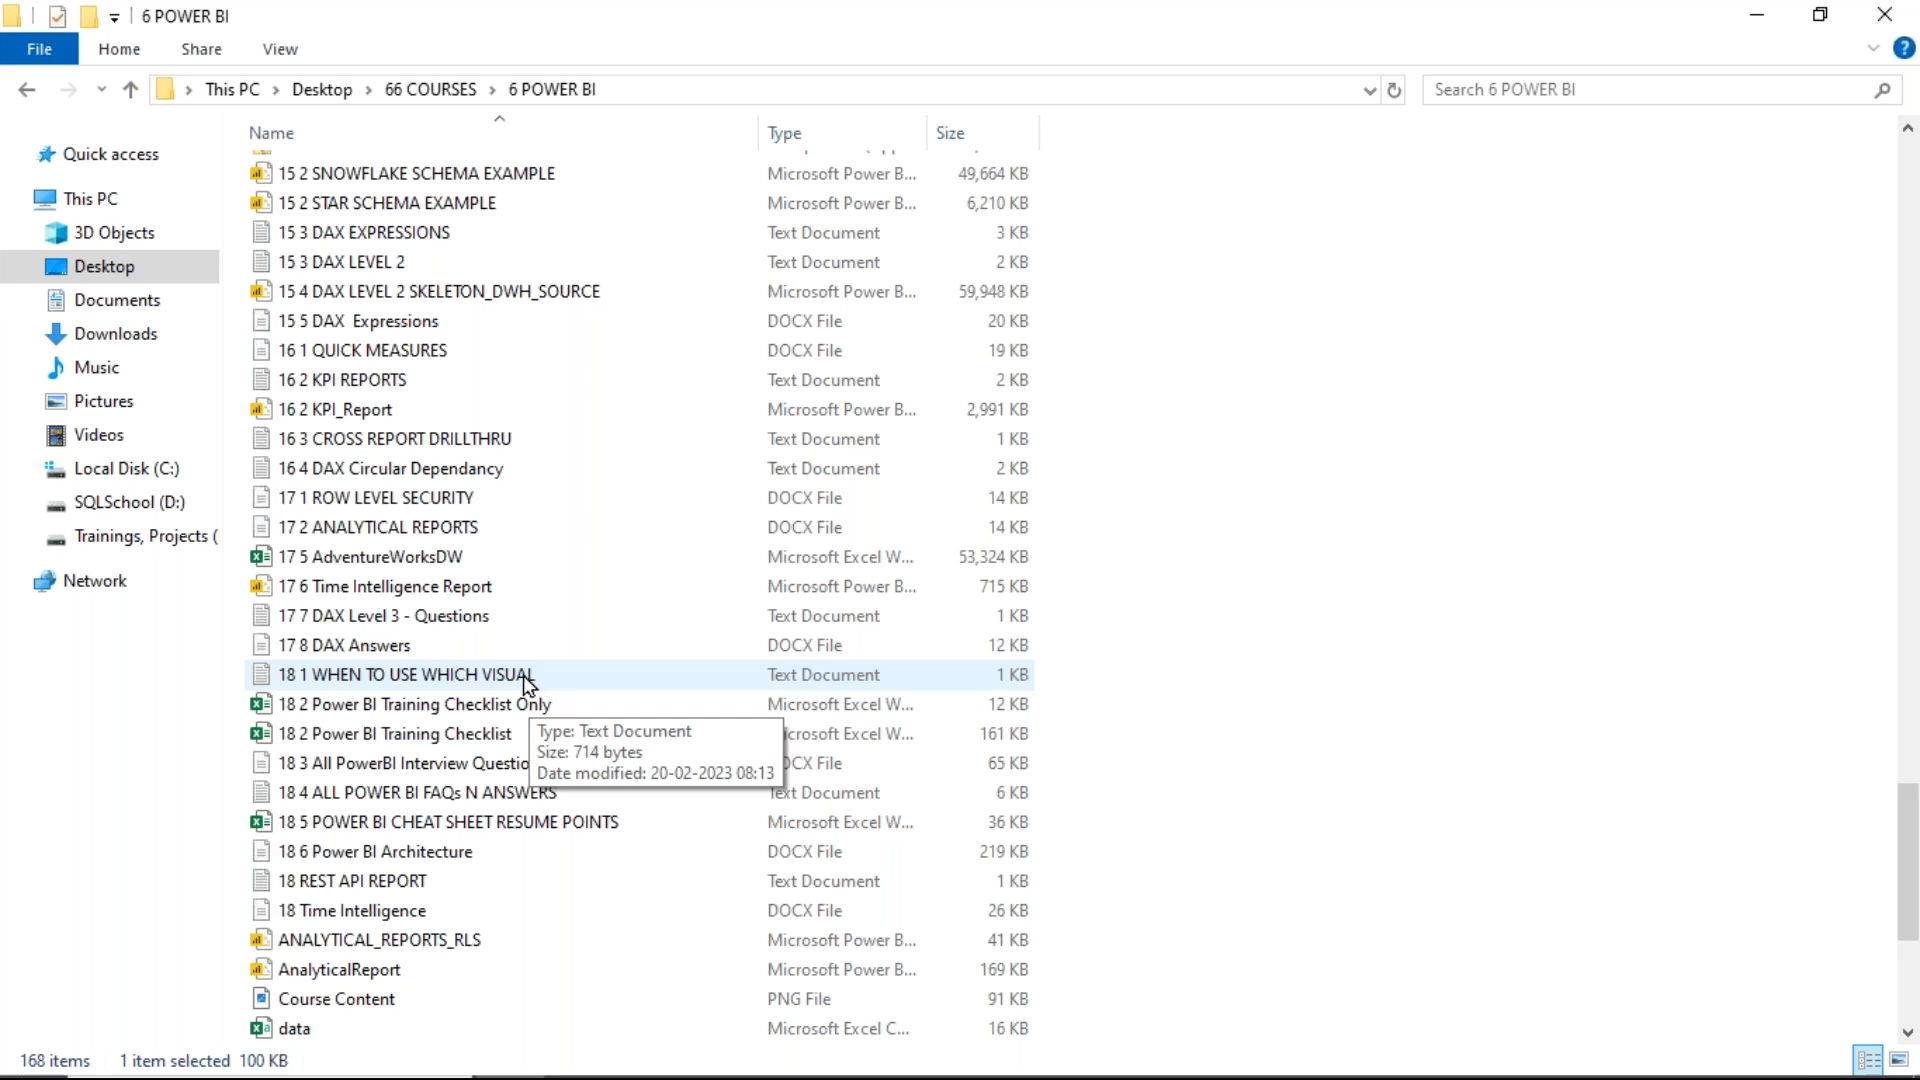 6 POWER BI
File Home Share View
This PC Desktop 66 COURSES 6 POWER BI Search 6 POWER BI
Name Type Size
Quick access
This PC
3D Objects
Desktop
Documents
Downloads
Music
Pictures
Videos
Local Disk (C:)
SQLSchool (D:)
Trainings, Projects (
Network
15 2 SNOWFLAKE SCHEMA EXAMPLE Microsoft Power B... 49,664 KB
15 2 STAR SCHEMA EXAMPLE Microsoft Power B... 6,210 KB
15 3 DAX EXPRESSIONS Text Document 3 KB
15 3 DAX LEVEL 2 Text Document 2 KB
15 4 DAX LEVEL 2 SKELETON_DWH_SOURCE Microsoft Power B... 59,948 KB
15 5 DAX  Expressions DOCX File 20 KB
16 1 QUICK MEASURES DOCX File 19 KB
16 2 KPI REPORTS Text Document 2 KB
16 2 KPI_Report Microsoft Power B... 2,991 KB
16 3 CROSS REPORT DRILLTHRU Text Document 1 KB
16 4 DAX Circular Dependancy Text Document 2 KB
17 1 ROW LEVEL SECURITY DOCX File 14 KB
17 2 ANALYTICAL REPORTS DOCX File 14 KB
17 5 AdventureWorksDW Microsoft Excel W... 53,324 KB
17 6 Time Intelligence Report Microsoft Power B... 715 KB
17 7 DAX Level 3 - Questions Text Document 1 KB
17 8 DAX Answers DOCX File 12 KB
18 1 WHEN TO USE WHICH VISUAL Text Document 1 KB
18 2 Power BI Training Checklist Only Microsoft Excel W... 12 KB
18 2 Power BI Training Checklist icrosoft Excel W... 161 KB
18 3 All PowerBI Interview Questio OCX File 65 KB
18 4 ALL POWER BI FAQs N ANSWERS Text Document 6 KB
18 5 POWER BI CHEAT SHEET RESUME POINTS Microsoft Excel W... 36 KB
18 6 Power BI Architecture DOCX File 219 KB
18 REST API REPORT Text Document 1 KB
18 Time Intelligence DOCX File 26 KB
ANALYTICAL_REPORTS_RLS Microsoft Power B... 41 KB
AnalyticalReport Microsoft Power B... 169 KB
Course Content PNG File 91 KB
data Microsoft Excel C... 16 KB
Type: Text Document
Size: 714 bytes
Date modified: 20-02-2023 08:13
168 items 1 item selected 100 KB